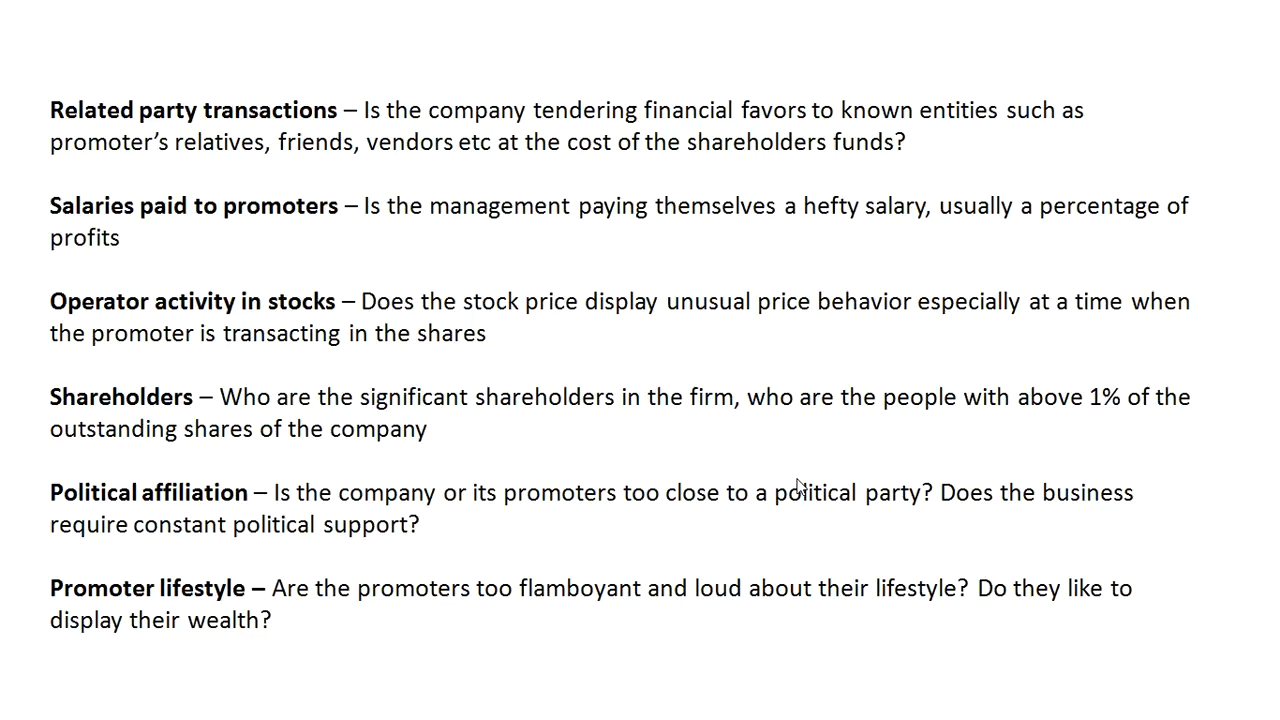 Related party transactions – Is the company tendering financial favors to known entities such as
promoter’s relatives, friends, vendors etc at the cost of the shareholders funds?
Salaries paid to promoters – Is the management paying themselves a hefty salary, usually a percentage of
profits
Operator activity in stocks – Does the stock price display unusual price behavior especially at a time when
the promoter is transacting in the shares
Shareholders – Who are the significant shareholders in the firm, who are the people with above 1% of the
outstanding shares of the company
Political affiliation – Is the company or its promoters too close to a political party? Does the business
require constant political support?
Promoter lifestyle – Are the promoters too flamboyant and loud about their lifestyle? Do they like to
display their wealth?